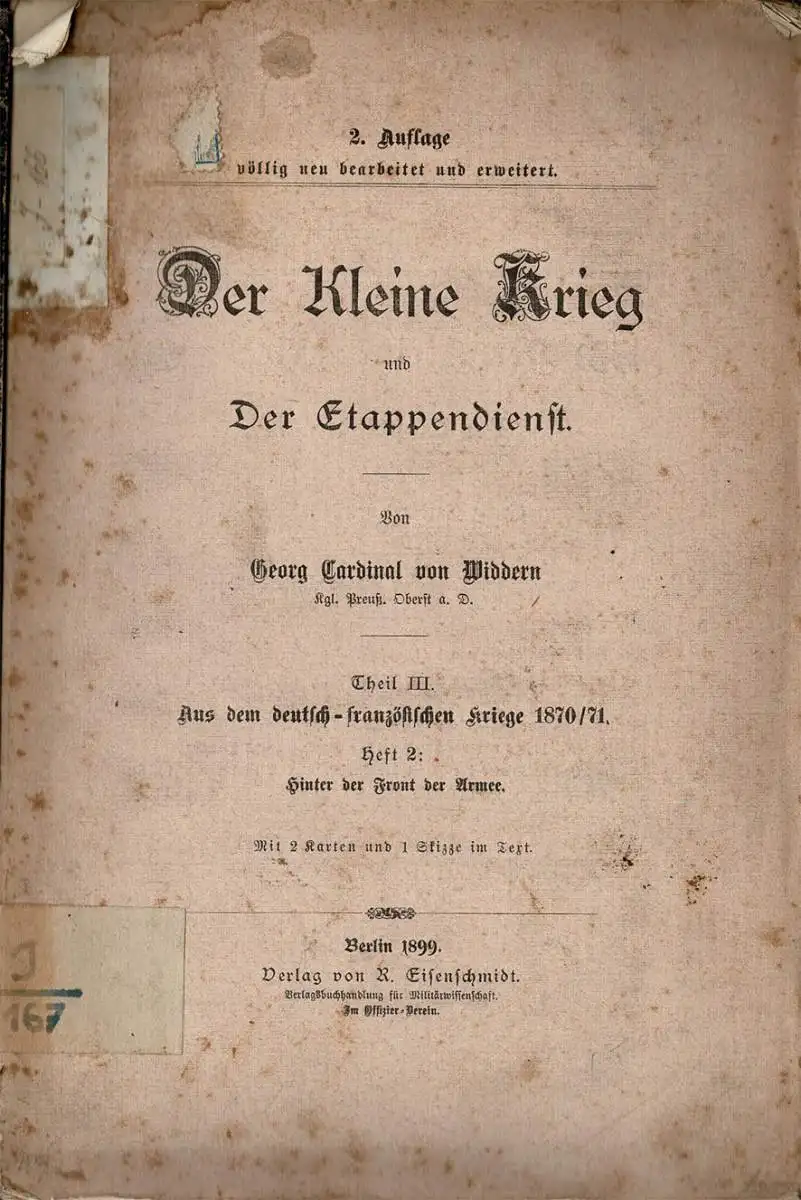 2. Auflage
völlig neu bearbeitet und erweitert.
Der Kleine Krieg
und
Der Etappendienst.
Von
Georg Cardinal von Widdern
Kgl. Preuß. Oberst a. D.
Theil III.
Aus dem deutsch-französischen Kriege 1870/71.
Heft 2:
Hinter der Front der Armee.
Mit 2 Karten und 1 Skizze im Text.
Berlin 1899.
Verlag von R. Eisenschmidt.
Verlagsbuchhandlung für Militärwissenschaft.
Im Offizier-Verein.
167